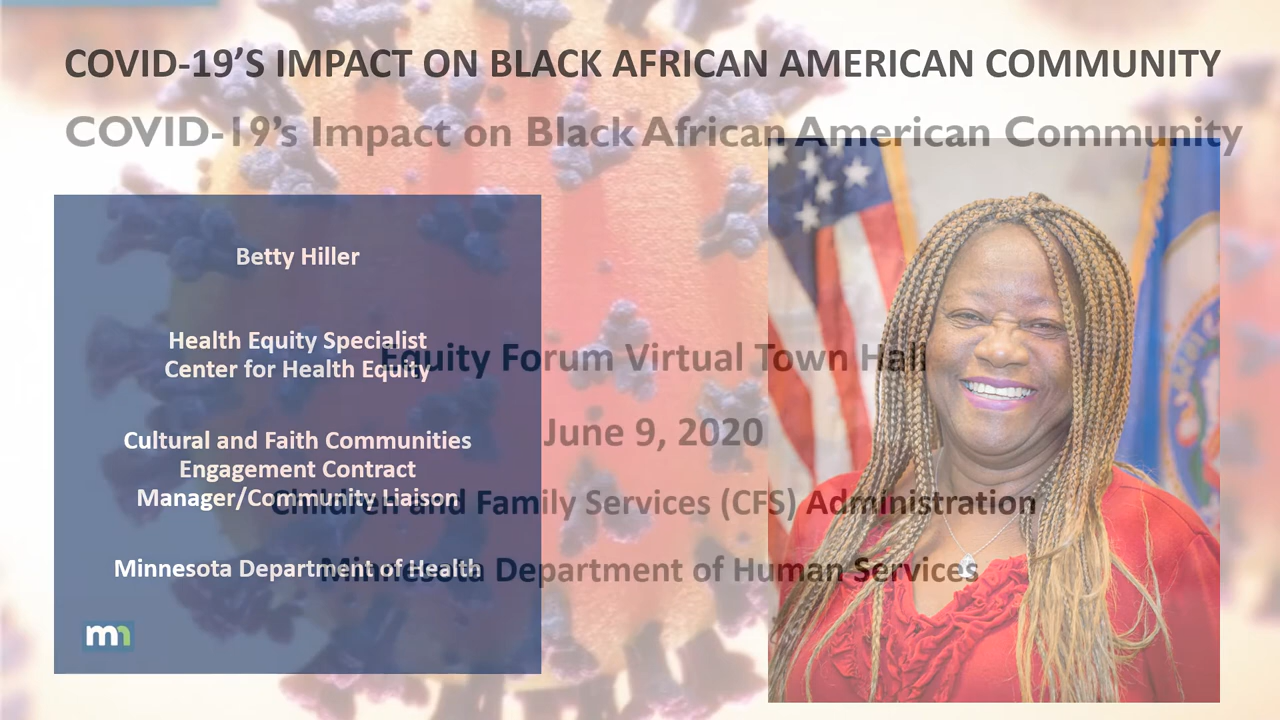 COVID-19'S IMPACT ON BLACK AFRICAN AMERICAN COMMUNITY
COVID-19's Impact on Black African American Community
Betty Hiller
Health Equity Specialist
Center for Health Equity
Cultural and Faith Communities
Engagement Contract
Manager/Community Liaison
Minnesota Department of Health
mn
Equity Forum Virtual Town Hall
June 9, 2020
Children and Family Services (CFS) Administration
Minnesota Department of Human Services